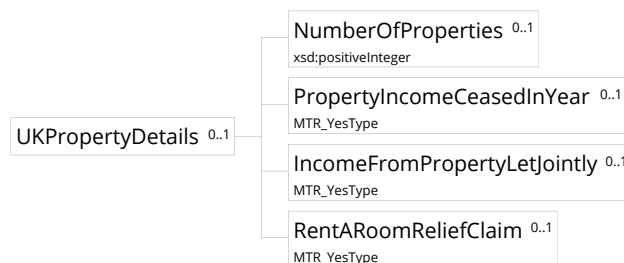 NumberOfProperties 0..1
xsd:positiveInteger
PropertyIncomeCeasedInYear 0..1
MTR_YesType
UKPropertyDetails 0..1
IncomeFromPropertyLetJointly 0..1
MTR_YesType
RentARoomReliefClaim 0..1
MTR_YesType